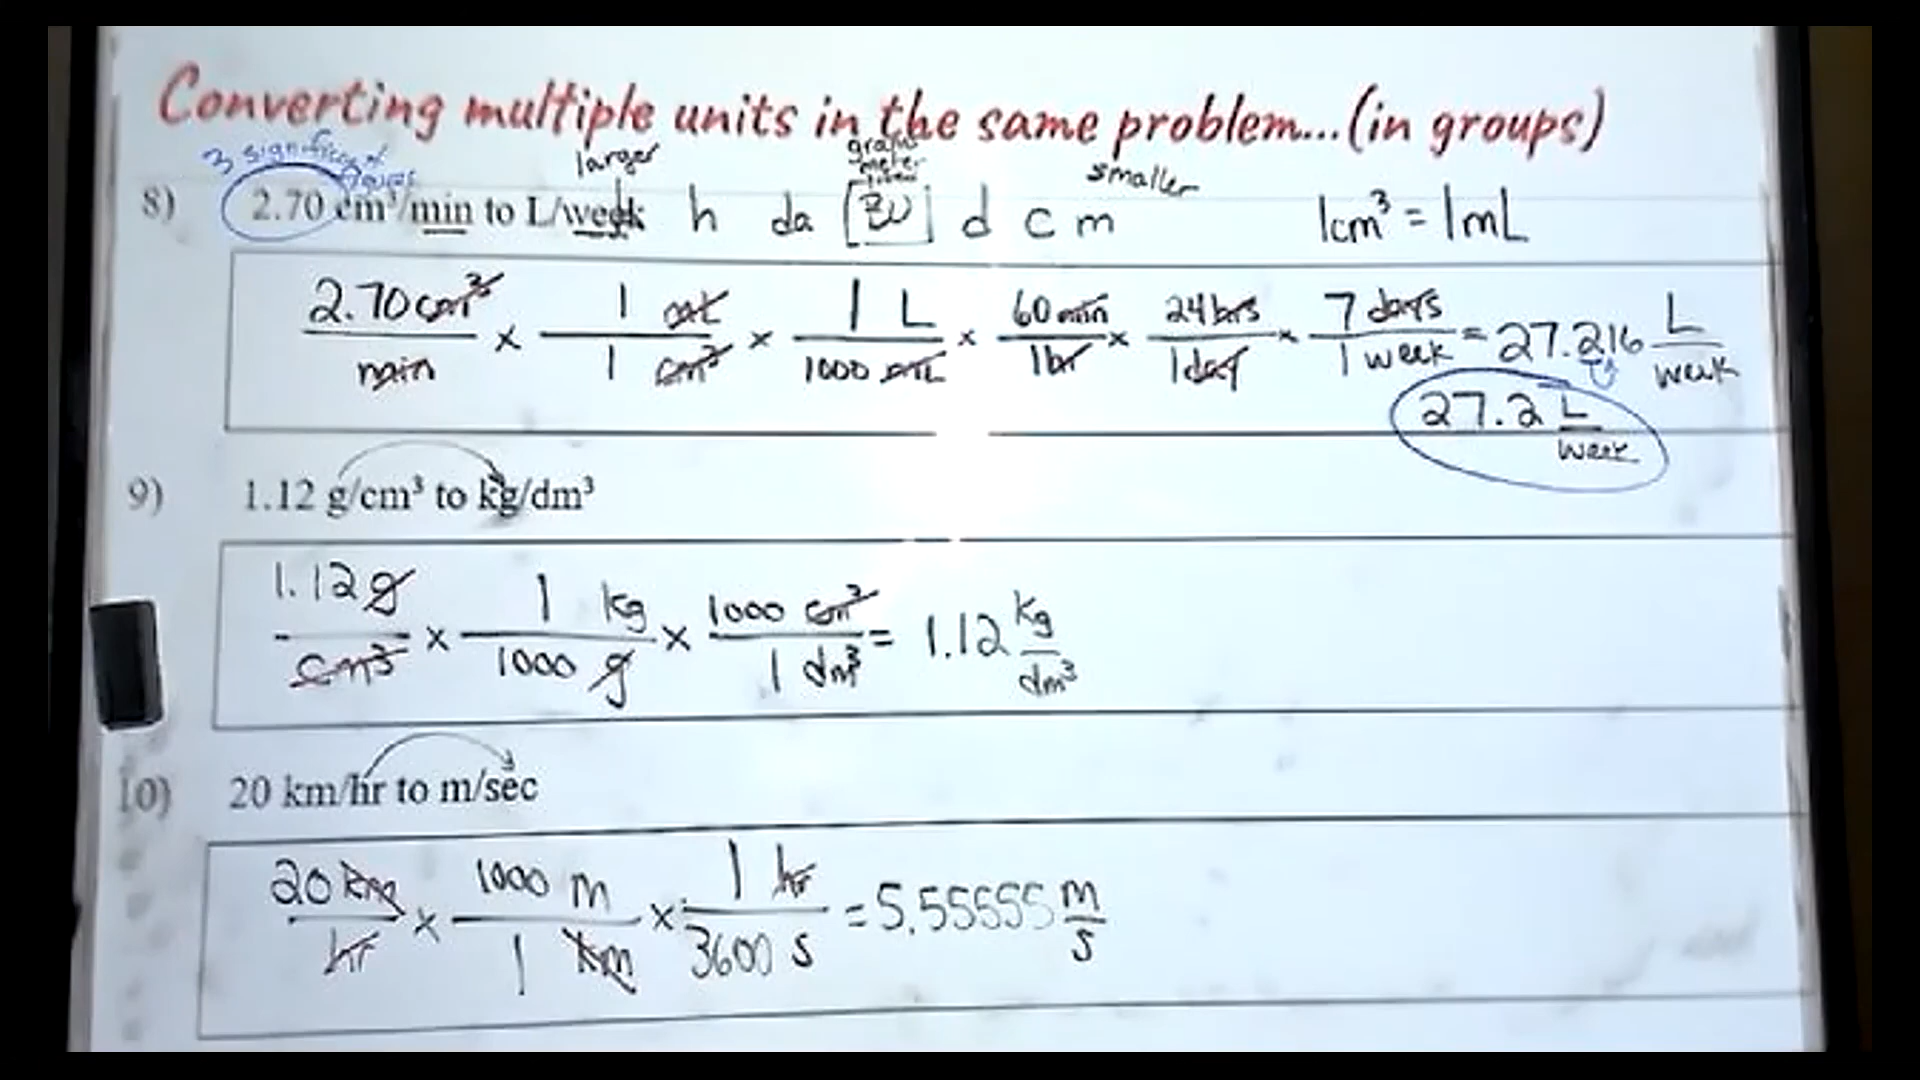 Converting multiple units in the same problem...(in groups)
3 significant figures
larger
grams
meter
liters
smaller
8) 2.70 cm³/min to L/week k h da [BU] d c m 1cm³ = 1mL
2.70 cm³/min × 1 mL/1 cm³ × 1 L/1000 mL × 60 min/1 hr × 24 hrs/1 day × 7 days/1 week = 27.216 L/week
27.2 L/week
9) 1.12 g/cm³ to kg/dm³
1.12 g/cm³ × 1 kg/1000 g × 1000 cm³/1 dm³ = 1.12 kg/dm³
10) 20 km/hr to m/sec
20 km/hr × 1000 m/1 km × 1 hr/3600 s = 5.55555 m/s